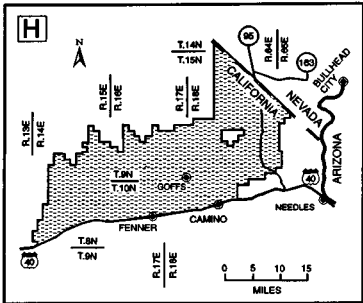 H
N
T.14N
T.15N
95
R.64E
R.65E
163
BULLHEAD
CITY
CALIFORNIA
NEVADA
ARIZONA
R.13E
R.14E
R.15E
R.16E
R.17E
R.18E
T.9N
T.10N
GOFFS
40
NEEDLES
CAMINO
FENNER
T.8N
T.9N
40
R.17E
R.18E
0 5 10 15
MILES